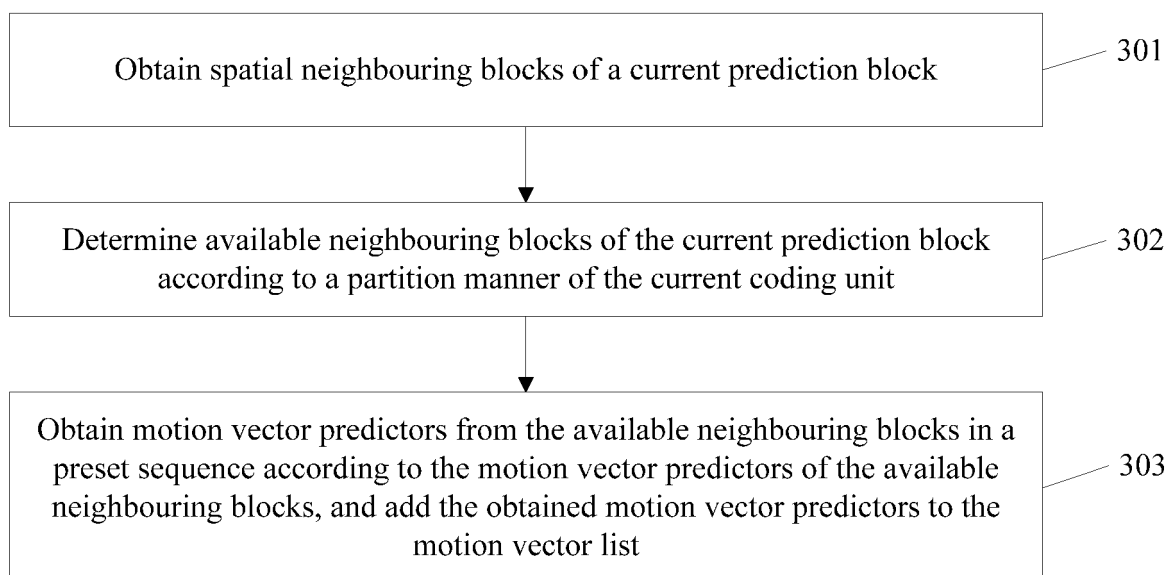 Obtain spatial neighbouring blocks of a current prediction block
301
Determine available neighbouring blocks of the current prediction block
according to a partition manner of the current coding unit
302
Obtain motion vector predictors from the available neighbouring blocks in a
preset sequence according to the motion vector predictors of the available
neighbouring blocks, and add the obtained motion vector predictors to the
motion vector list
303